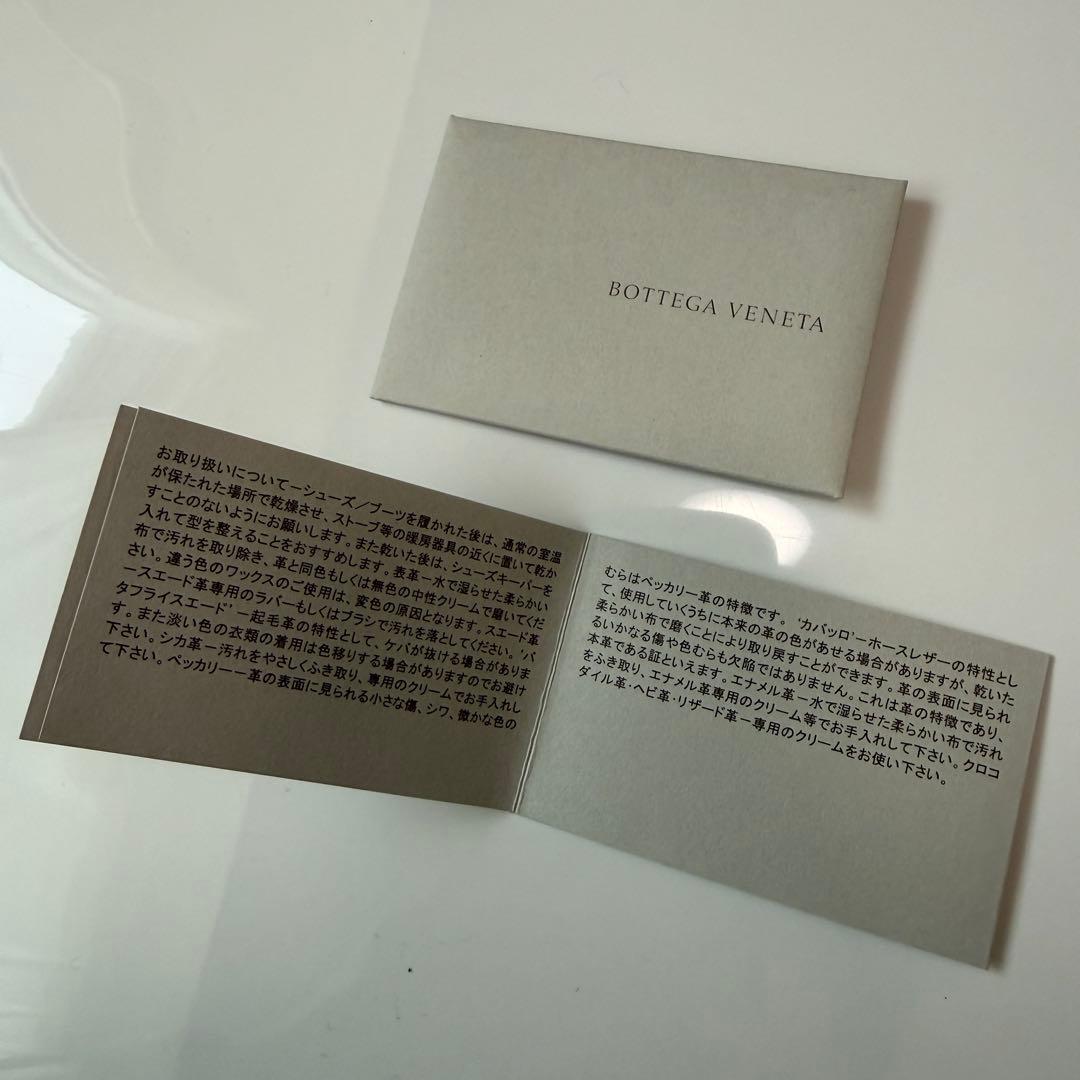 BOTTEGA VENETA
お取り扱いについてーシューズ／ブーツを履かれた後は、通常の室温
が保たれた場所で乾燥させ、ストーブ等の暖房器具の近くに置いて乾か
すことのないようにお願いします。また乾いた後は、シューズキーパーを
入れて型を整えることをおすすめします。表革－水で湿らせた柔らかい
布で汚れを取り除き、革と同色もしくは無色の中性クリームで磨いてくだ
さい。違う色のワックスのご使用は、変色の原因となります。スエード革
ースエード革専用のラバーもしくはブラシで汚れを落としてください。'バ
タフライスエード'－起毛革の特性として、ケバが抜ける場合がありま
す。また淡い色の衣類の着用は色移りする場合がありますのでお避け
下さい。シカ革－汚れをやさしくふき取り、専用のクリームでお手入れし
て下さい。ペッカリーー革の表面に見られる小さな傷、シワ、微かな色の
むらはペッカリー革の特徴です。'カバッロ'－ホースレザーの特性とし
て、使用していくうちに本来の革の色があせる場合がありますが、乾いた
柔らかい布で磨くことにより取り戻すことができます。革の表面に見られ
るいかなる傷や色むらも欠陥ではありません。これは革の特徴であり、
本革である証といえます。エナメル革－水で湿らせた柔らかい布で汚れ
をふき取り、エナメル革専用のクリーム等でお手入れして下さい。クロコ
ダイル革・ヘビ革・リザード革－専用のクリームをお使い下さい。